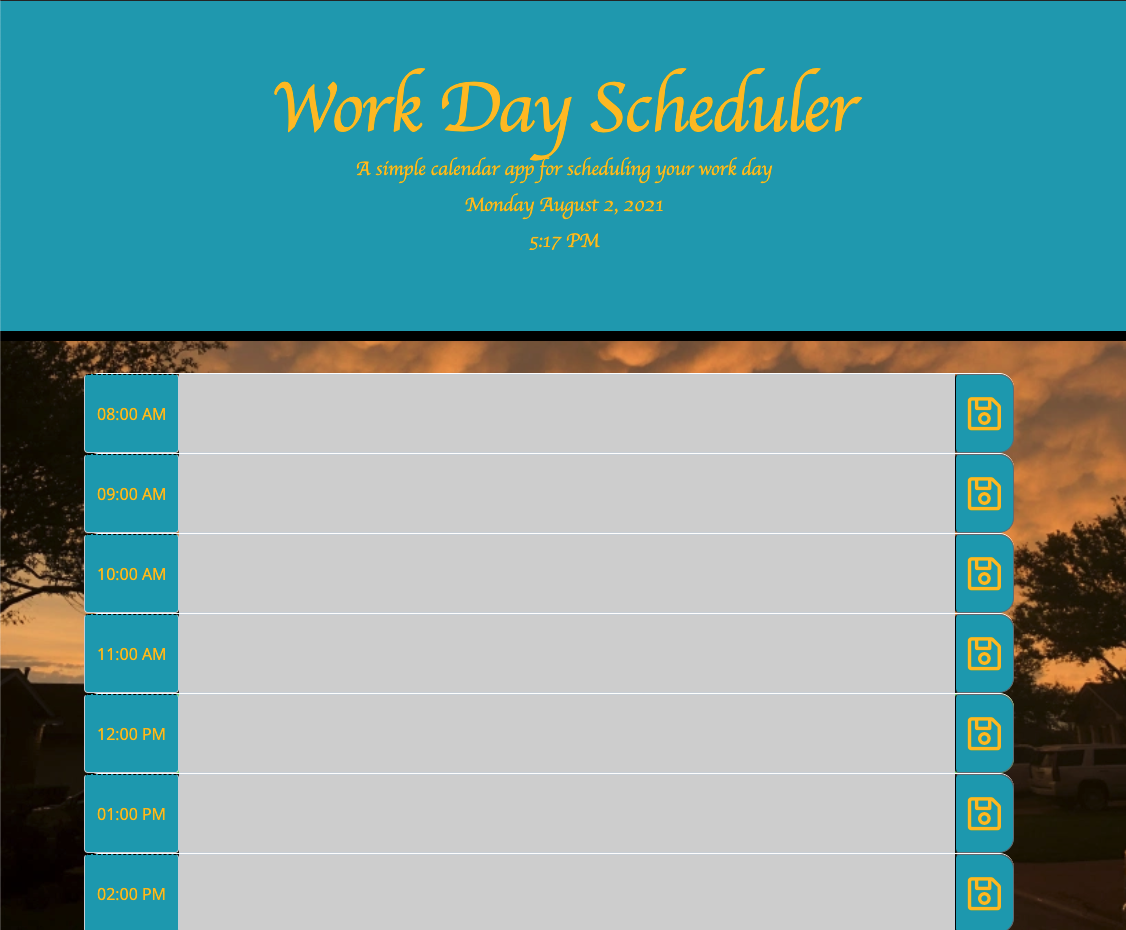 Work Day Scheduler
A simple calendar app for scheduling your work day
Monday August 2, 2021
5:17 PM
08:00 AM
09:00 AM
10:00 AM
11:00 AM
12:00 PM
01:00 PM
02:00 PM